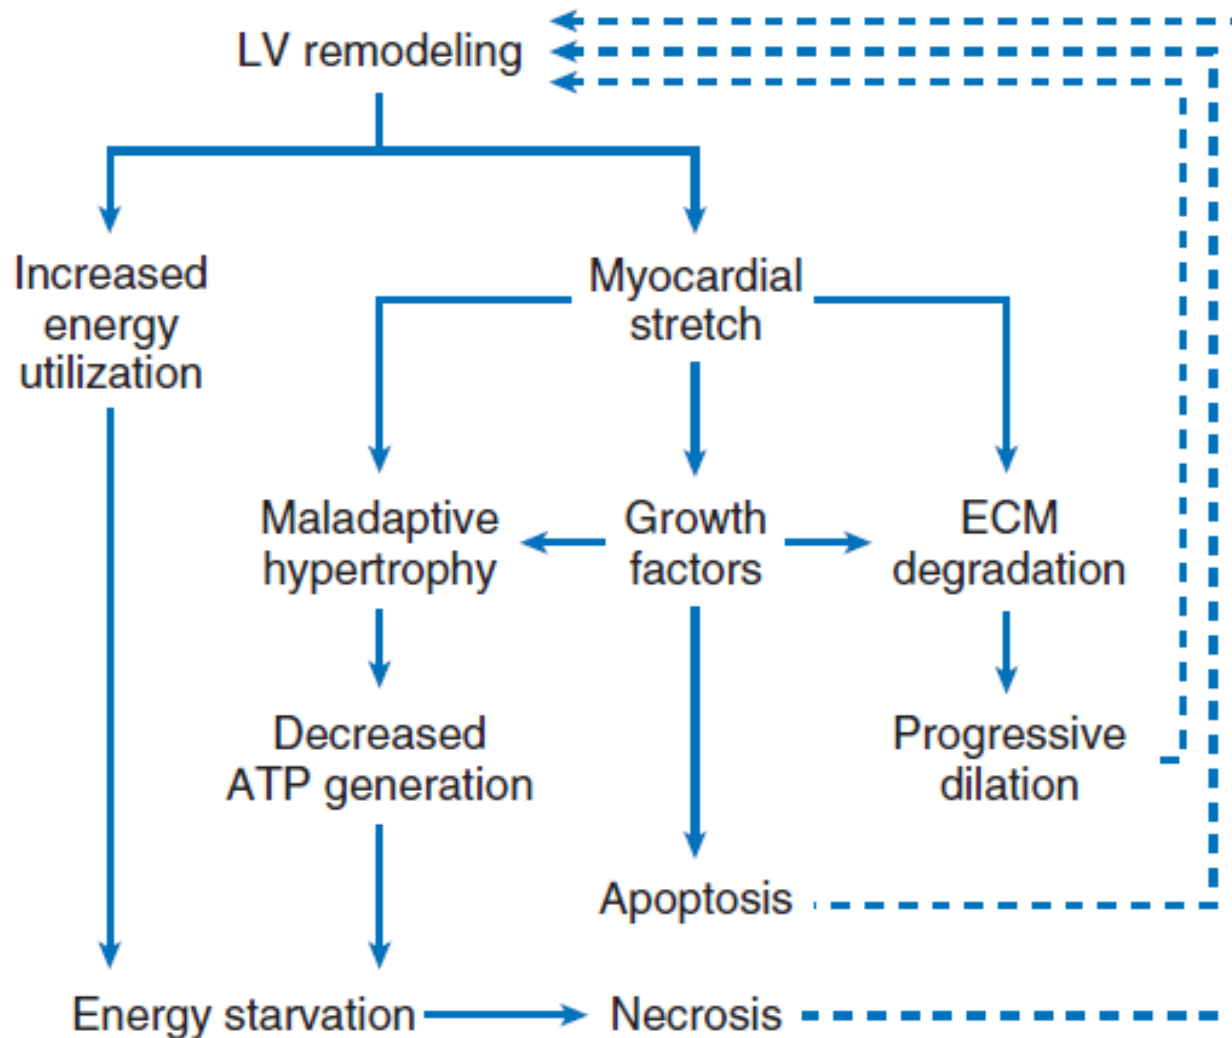 LV remodeling
Increased
energy
utilization
Myocardial
stretch
Maladaptive
hypertrophy
Growth
factors
ECM
degradation
Decreased
ATP generation
Progressive
dilation
Apoptosis
Energy starvation
Necrosis